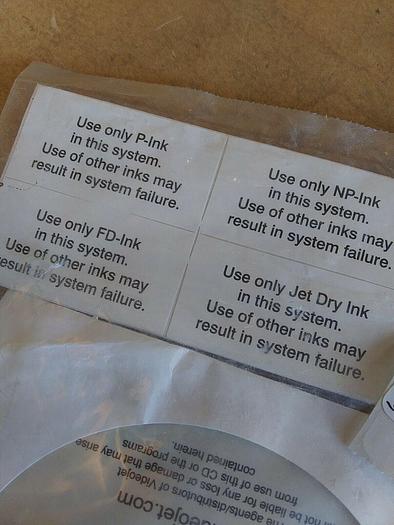 Use only P-Ink
in this system.
Use of other inks may
result in system failure.
Use only NP-Ink
in this system.
Use of other inks may
result in system failure.
Use only FD-Ink
in this system.
Use of other inks may
result in system failure.
Use only Jet Dry Ink
in this system.
Use of other inks may
result in system failure.
eojet.com
agents/distributors of Videojet
not be liable for any loss or damage that may arise
from use of this CD or the programs
contained herein.